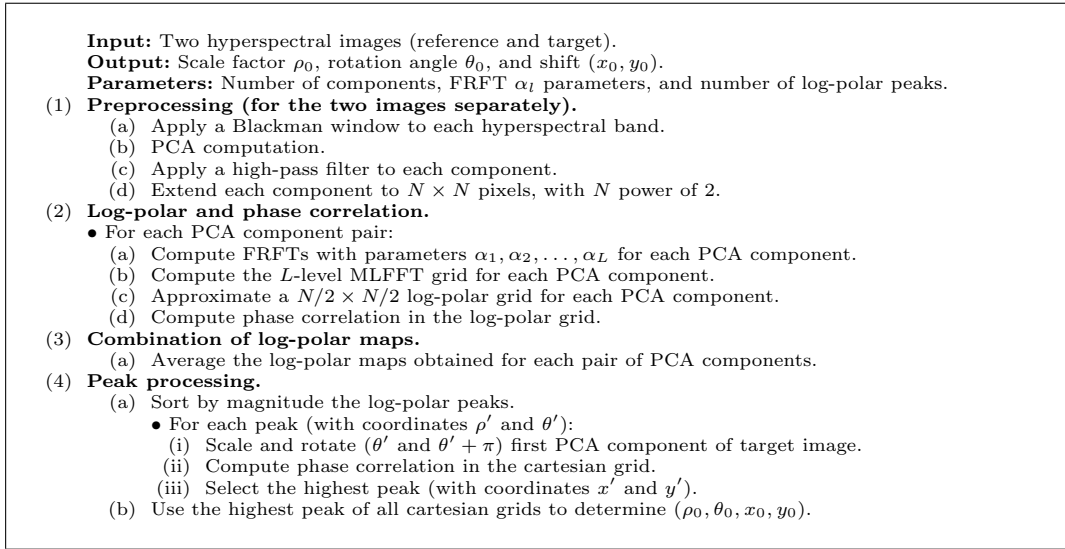 Input: Two hyperspectral images (reference and target).
Output: Scale factor ρ₀, rotation angle θ₀, and shift (x₀, y₀).
Parameters: Number of components, FRFT αₗ parameters, and number of log-polar peaks.
(1) Preprocessing (for the two images separately).
(a) Apply a Blackman window to each hyperspectral band.
(b) PCA computation.
(c) Apply a high-pass filter to each component.
(d) Extend each component to N × N pixels, with N power of 2.
(2) Log-polar and phase correlation.
• For each PCA component pair:
(a) Compute FRFTs with parameters α₁, α₂, . . . , α_L for each PCA component.
(b) Compute the L-level MLFFT grid for each PCA component.
(c) Approximate a N/2 × N/2 log-polar grid for each PCA component.
(d) Compute phase correlation in the log-polar grid.
(3) Combination of log-polar maps.
(a) Average the log-polar maps obtained for each pair of PCA components.
(4) Peak processing.
(a) Sort by magnitude the log-polar peaks.
• For each peak (with coordinates ρ′ and θ′):
(i) Scale and rotate (θ′ and θ′ + π) first PCA component of target image.
(ii) Compute phase correlation in the cartesian grid.
(iii) Select the highest peak (with coordinates x′ and y′).
(b) Use the highest peak of all cartesian grids to determine (ρ₀, θ₀, x₀, y₀).